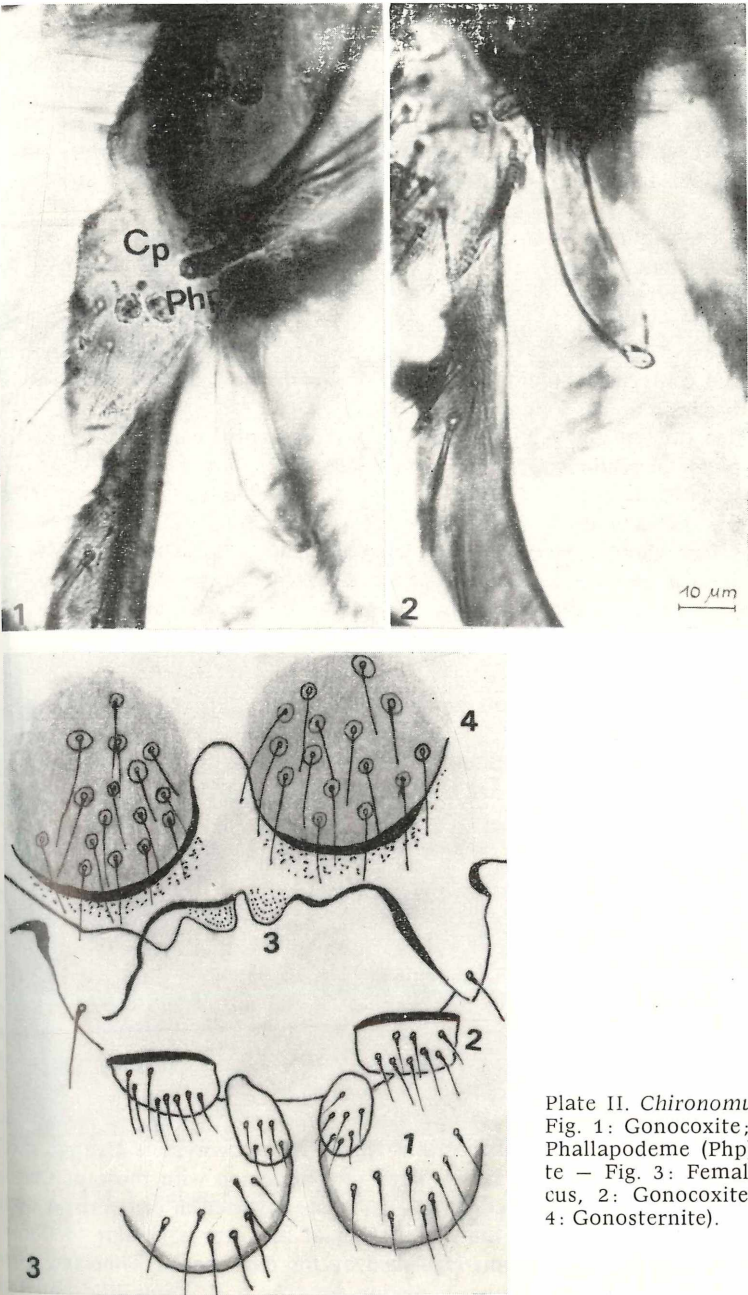 Cp
Php
1
2
10 µm
4
3
2
1
3
Plate II. Chironomu
Fig. 1: Gonocoxite;
Phallapodeme (Php
te – Fig. 3: Femal
cus, 2: Gonocoxite
4: Gonosternite).